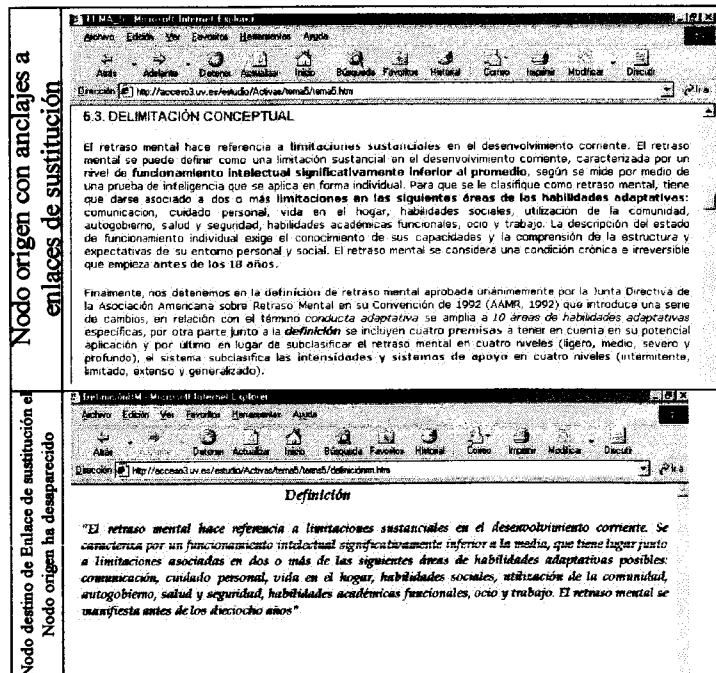 Nodo origen con anclajes a
enlaces de sustitución
TEMA_5 - Microsoft Internet Explorer
Archivo Edición Ver Favoritos Herramientas Ayuda
Atrás Adelante Detener Actualizar Inicio Búsqueda Favoritos Historial Correo Imprimir Modificar Discutir
Dirección http://acceso3.uv.es/estudio/Activas/tema5/tema5.htm Ir a
5.3. DELIMITACIÓN CONCEPTUAL
El retraso mental hace referencia a limitaciones sustanciales en el desenvolvimiento corriente. El retraso
mental se puede definir como una limitación sustancial en el desenvolvimiento corriente, caracterizada por un
nivel de funcionamiento intelectual significativamente inferior al promedio, según se mide por medio de
una prueba de inteligencia que se aplica en forma individual. Para que se le clasifique como retraso mental, tiene
que darse asociado a dos o más limitaciones en las siguientes áreas de las habilidades adaptativas:
comunicación, cuidado personal, vida en el hogar, habilidades sociales, utilización de la comunidad,
autogobierno, salud y seguridad, habilidades académicas funcionales, ocio y trabajo. La descripción del estado
de funcionamiento individual exige el conocimiento de sus capacidades y la comprensión de la estructura y
expectativas de su entorno personal y social. El retraso mental se considera una condición crónica e irreversible
que empieza antes de los 18 años.
Finalmente, nos detenemos en la definición de retraso mental aprobada unánimemente por la Junta Directiva de
la Asociación Americana sobre Retraso Mental en su Convención de 1992 (AAMR, 1992) que introduce una serie
de cambios, en relación con el término conducta adaptativa se amplia a 10 áreas de habilidades adaptativas
específicas, por otra parte junto a la definición se incluyen cuatro premisas a tener en cuenta en su potencial
aplicación y por último en lugar de subclasificar el retraso mental en cuatro niveles (ligero, medio, severo y
profundo), el sistema subclasifica las intensidades y sistemas de apoyo en cuatro niveles (intermitente,
limitado, extenso y generalizado).
Nodo destino de Enlace de sustitución el
Nodo origen ha desaparecido
DefiniciónRM - Microsoft Internet Explorer
Archivo Edición Ver Favoritos Herramientas Ayuda
Atrás Detener Actualizar Inicio Búsqueda Favoritos Historial Correo Imprimir Modificar Discutir
Dirección http://acceso3.uv.es/estudio/Activas/tema5/tema5/definiciónrm.htm Ir a
Definición
"El retraso mental hace referencia a limitaciones sustanciales en el desenvolvimiento corriente. Se
caracteriza por un funcionamiento intelectual significativamente inferior a la media, que tiene lugar junto
a limitaciones asociadas en dos o más de las siguientes áreas de habilidades adaptativas posibles:
comunicación, cuidado personal, vida en el hogar, habilidades sociales, utilización de la comunidad,
autogobierno, salud y seguridad, habilidades académicas funcionales, ocio y trabajo. El retraso mental se
manifiesta antes de los dieciocho años"